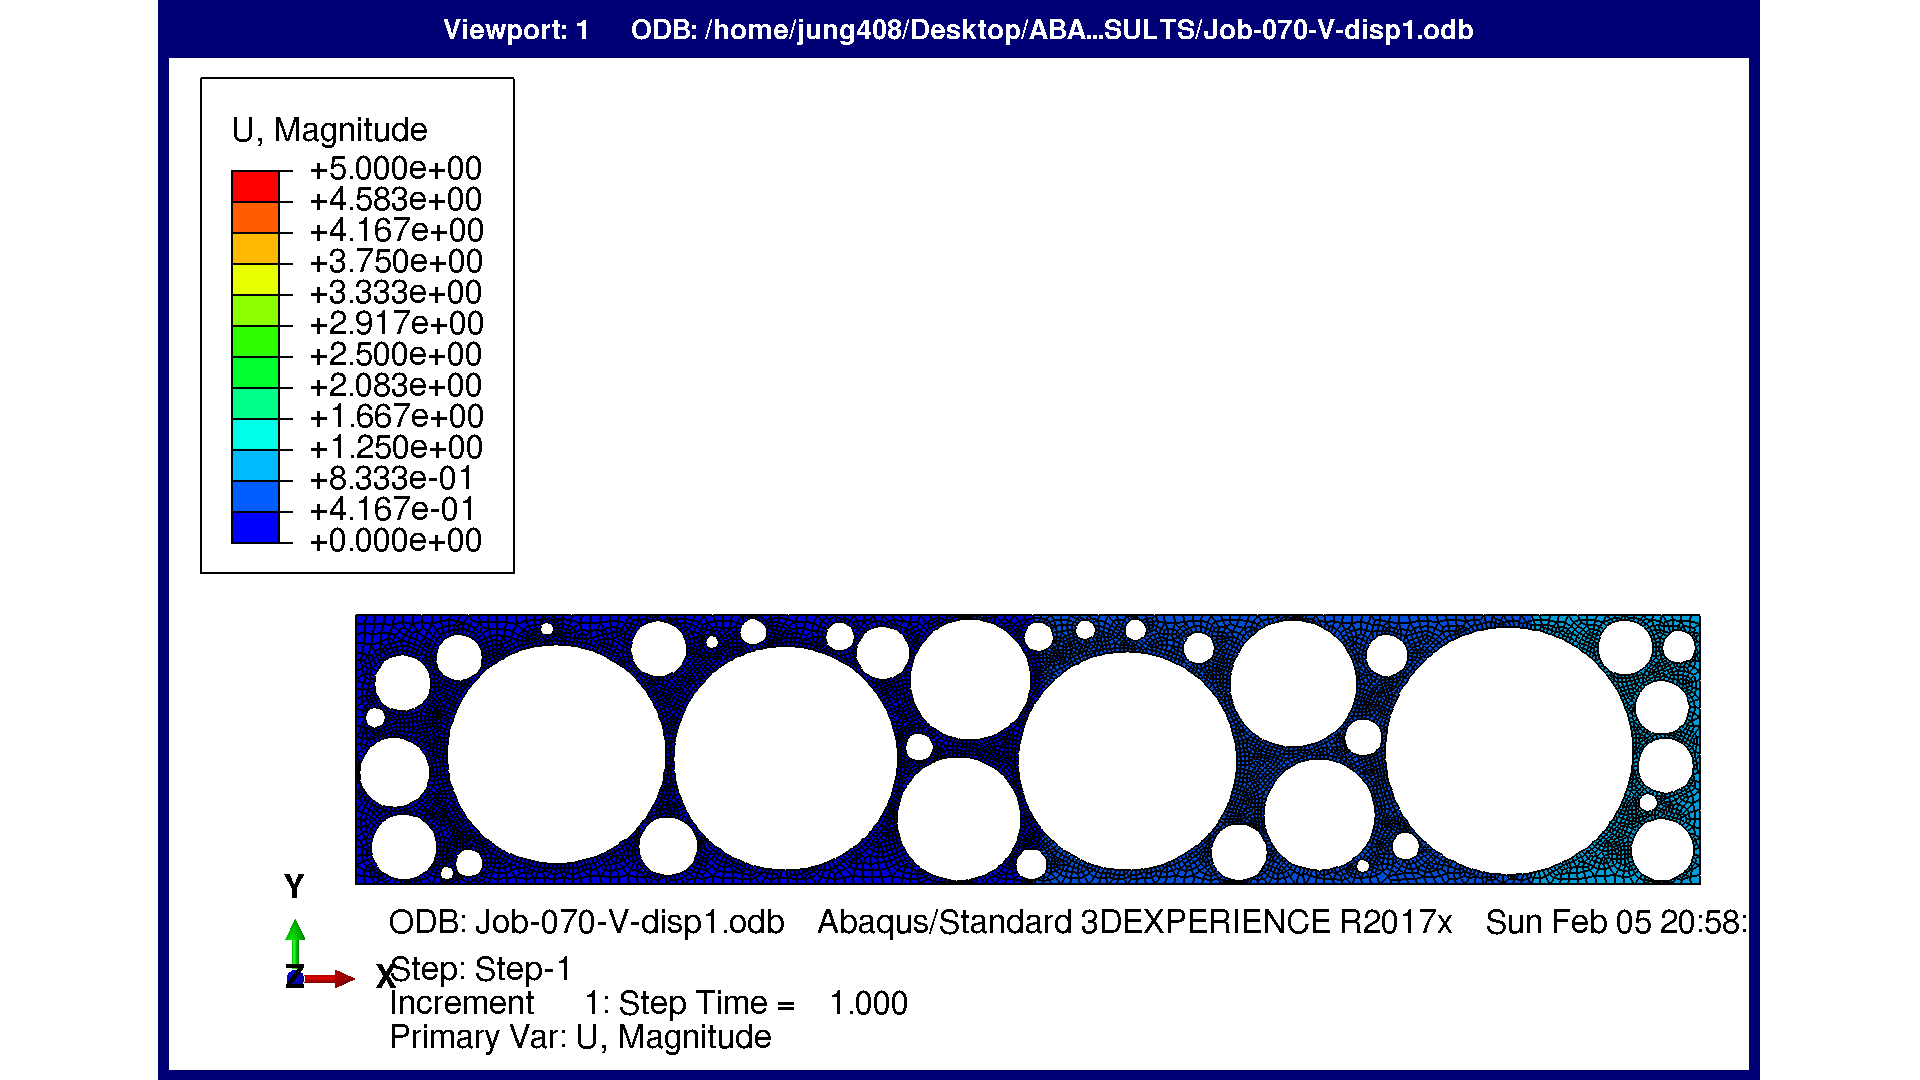 Viewport: 1 ODB: /home/jung408/Desktop/ABA...SULTS/Job-070-V-disp1.odb
U, Magnitude
+5.000e+00
+4.583e+00
+4.167e+00
+3.750e+00
+3.333e+00
+2.917e+00
+2.500e+00
+2.083e+00
+1.667e+00
+1.250e+00
+8.333e-01
+4.167e-01
+0.000e+00
Y
Z
X
ODB: Job-070-V-disp1.odb Abaqus/Standard 3DEXPERIENCE R2017x Sun Feb 05 20:58:
Step: Step-1
Increment 1: Step Time = 1.000
Primary Var: U, Magnitude